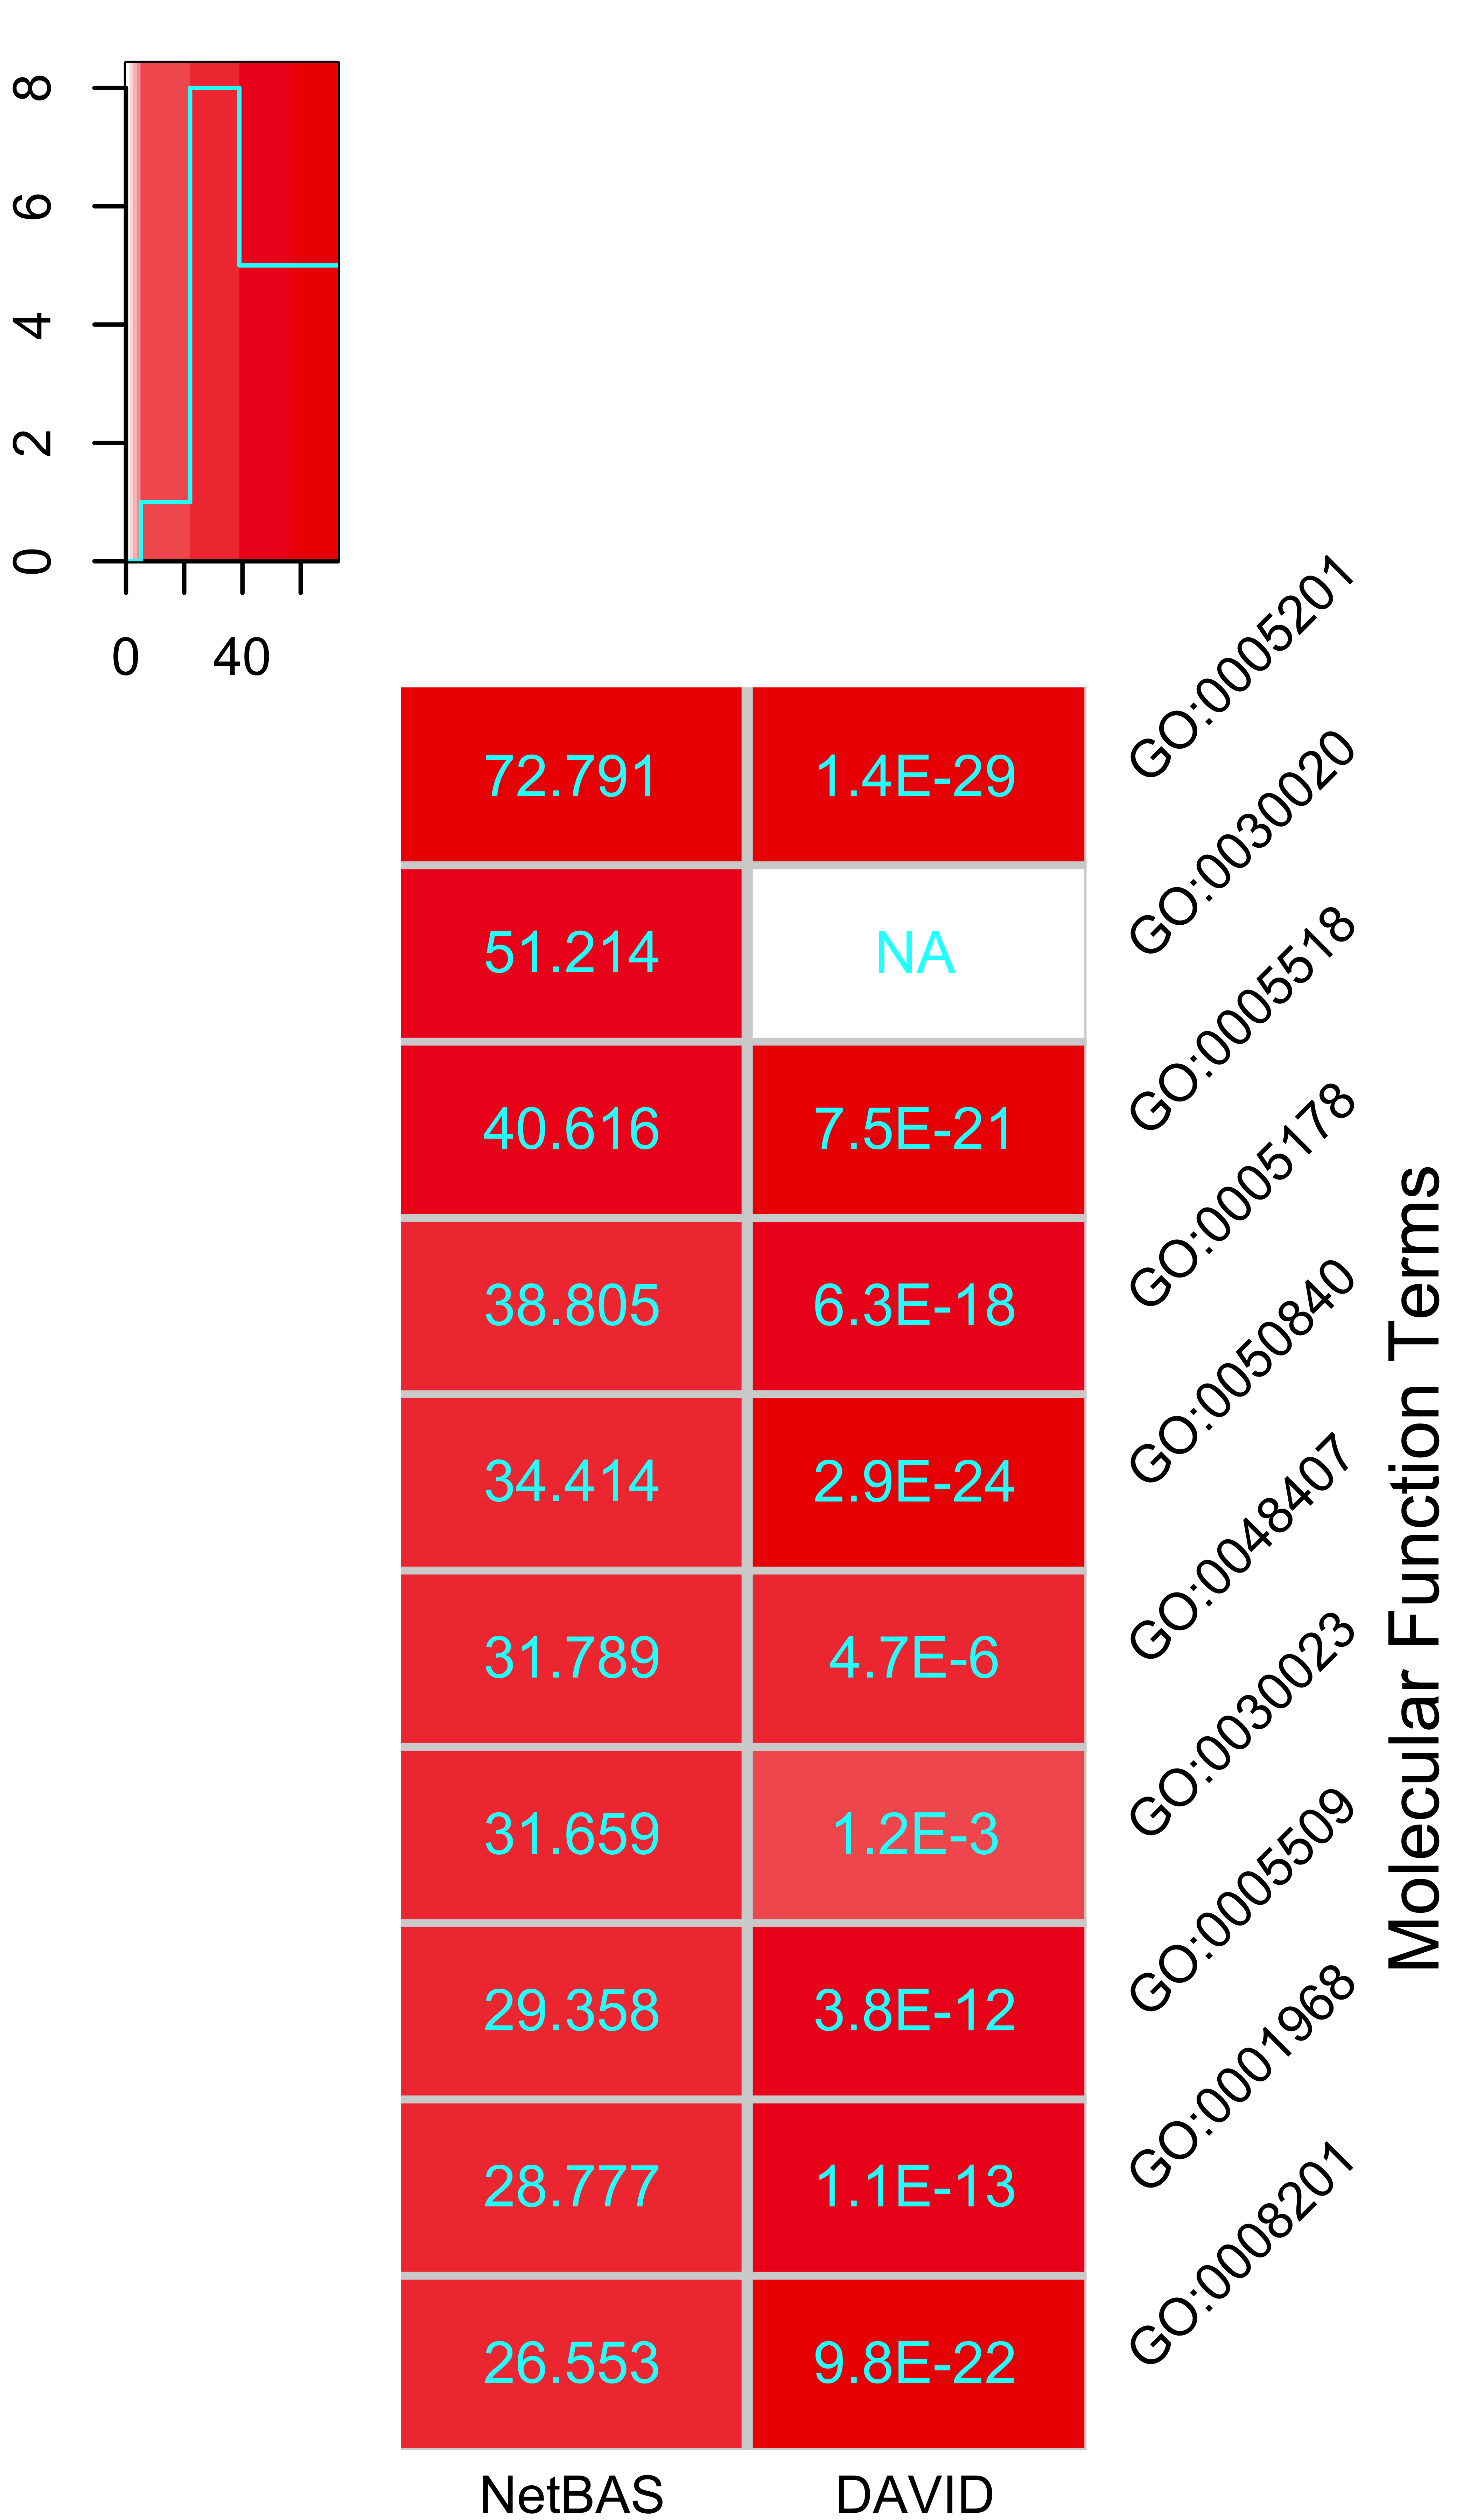 8
6
4
2
0
0 40
72.791 1.4E-29 GO:0005201
51.214 NA GO:0030020
40.616 7.5E-21 GO:0005518
38.805 6.3E-18 GO:0005178
34.414 2.9E-24 GO:0050840
31.789 4.7E-6 GO:0048407
31.659 1.2E-3 GO:0030023
29.358 3.8E-12 GO:0005509
28.777 1.1E-13 GO:0001968
26.553 9.8E-22 GO:0008201
NetBAS DAVID
Molecular Function Terms